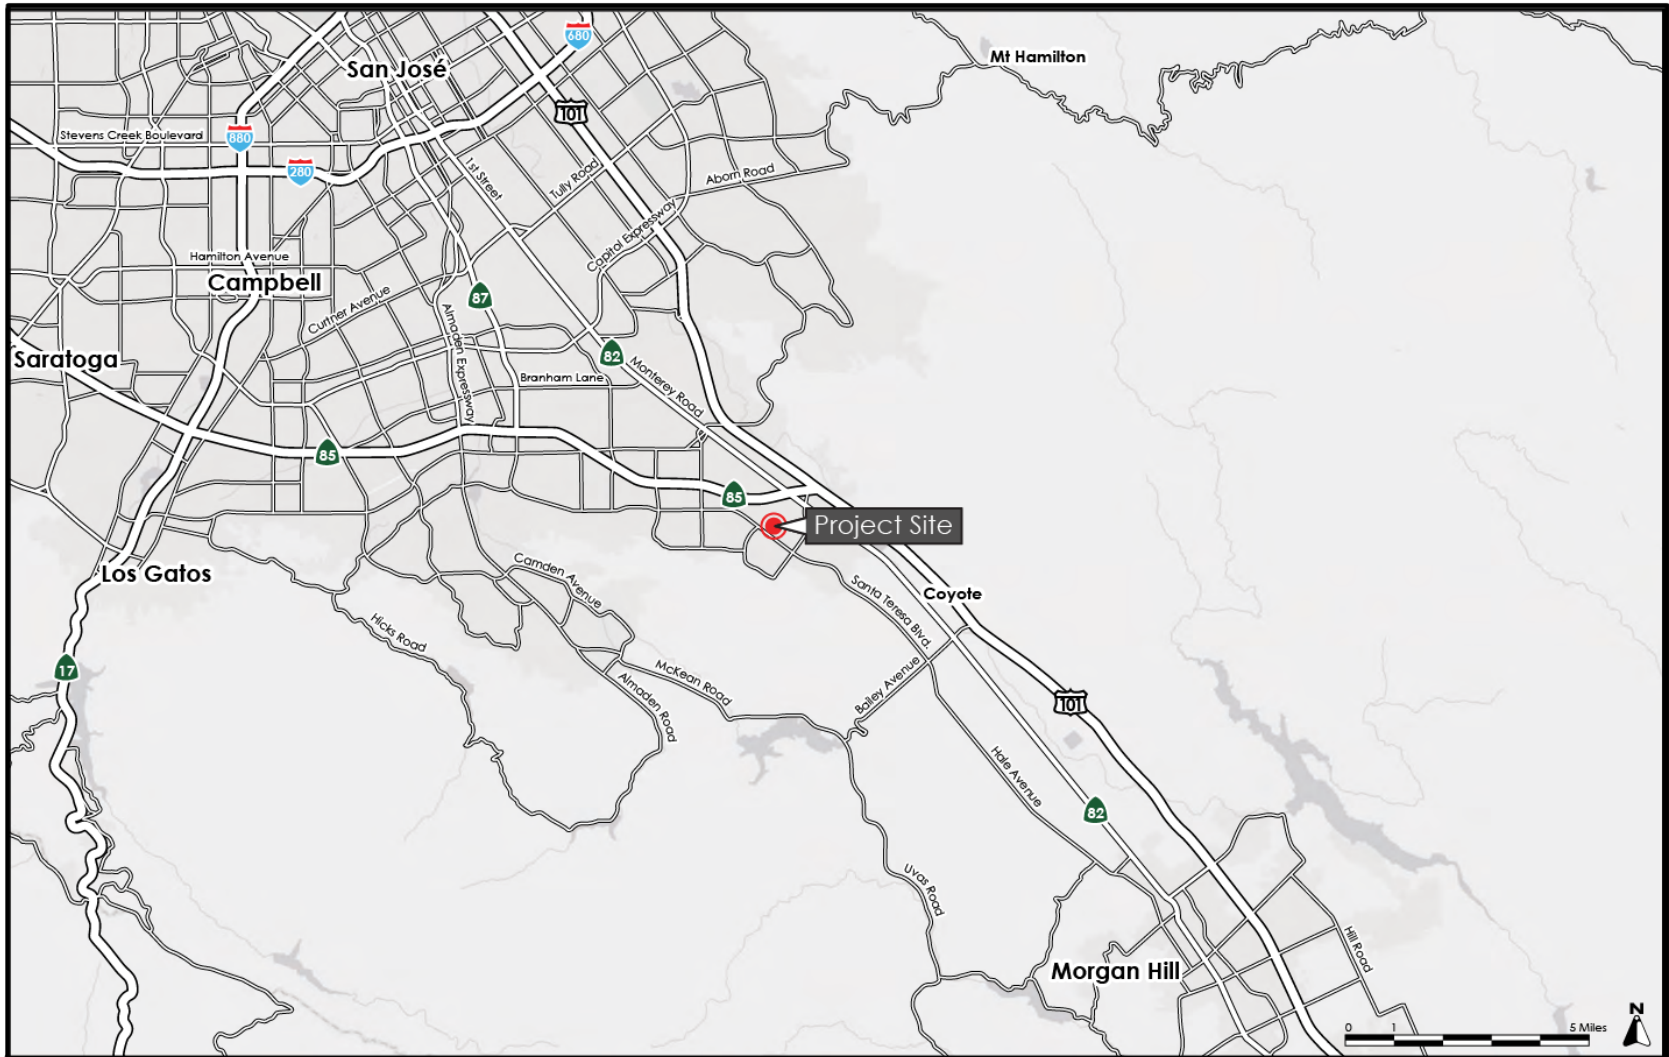 680
Mt Hamilton
San José
101
Stevens Creek Boulevard
880
280
1st Street
Tully Road
Aborn Road
Capitol Expressway
Hamilton Avenue
Campbell
87
Curtner Avenue
Almaden Expressway
82
Saratoga
Monterey Road
Branham Lane
85
85
Project Site
Los Gatos
Camden Avenue
Santa Teresa Blvd.
Coyote
Hicks Road
17
McKean Road
Almaden Road
Bailey Avenue
101
Hale Avenue
82
Uvas Road
Hill Road
Morgan Hill
N
0 1 5 Miles